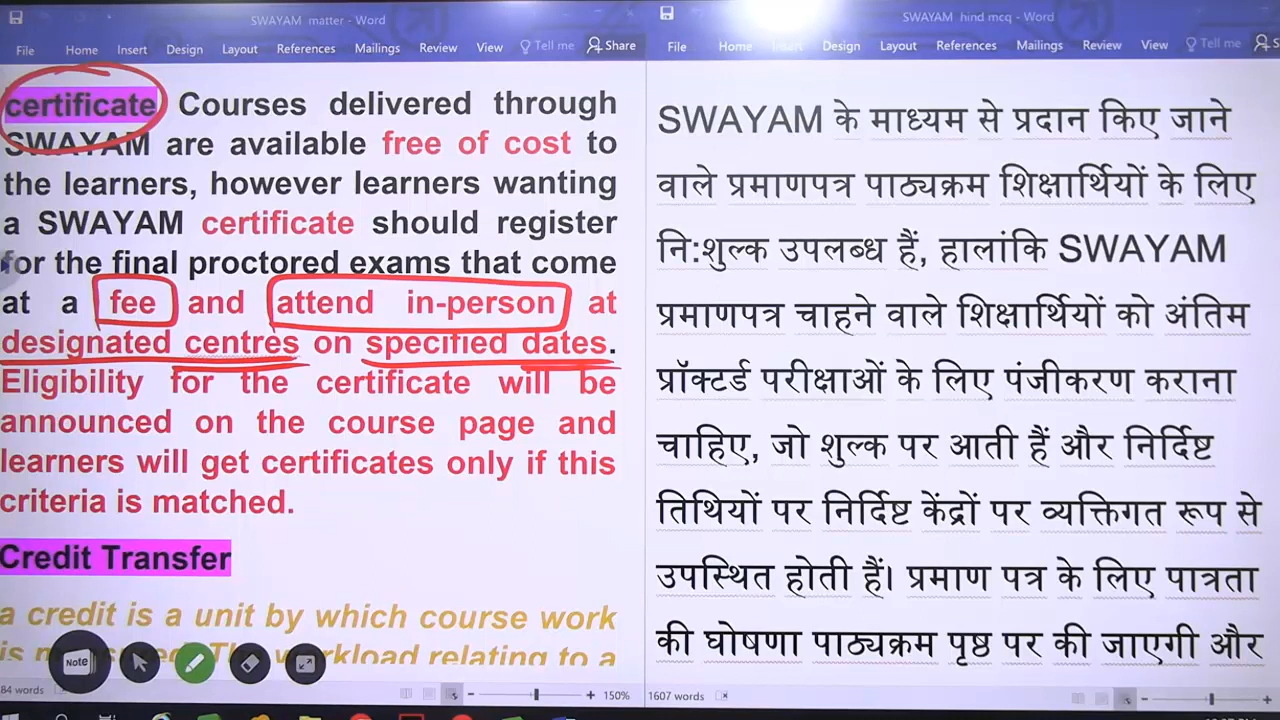 SWAYAM matter - Word
File Home Insert Design Layout References Mailings Review View Tell me Share
certificate Courses delivered through
SWAYAM are available free of cost to
the learners, however learners wanting
a SWAYAM certificate should register
for the final proctored exams that come
at a fee and attend in-person at
designated centres on specified dates.
Eligibility for the certificate will be
announced on the course page and
learners will get certificates only if this
criteria is matched.
Credit Transfer
a credit is a unit by which course work
The workload relating to a
Note
84 words
150%
SWAYAM hind mcq - Word
File Home Insert Design Layout References Mailings Review View Tell me S
SWAYAM के माध्यम से प्रदान किए जाने
वाले प्रमाणपत्र पाठ्यक्रम शिक्षार्थियों के लिए
नि:शुल्क उपलब्ध हैं, हालांकि SWAYAM
प्रमाणपत्र चाहने वाले शिक्षार्थियों को अंतिम
प्रॉक्टर्ड परीक्षाओं के लिए पंजीकरण कराना
चाहिए, जो शुल्क पर आती हैं और निर्दिष्ट
तिथियों पर निर्दिष्ट केंद्रों पर व्यक्तिगत रूप से
उपस्थित होती हैं। प्रमाण पत्र के लिए पात्रता
की घोषणा पाठ्यक्रम पृष्ठ पर की जाएगी और
1607 words